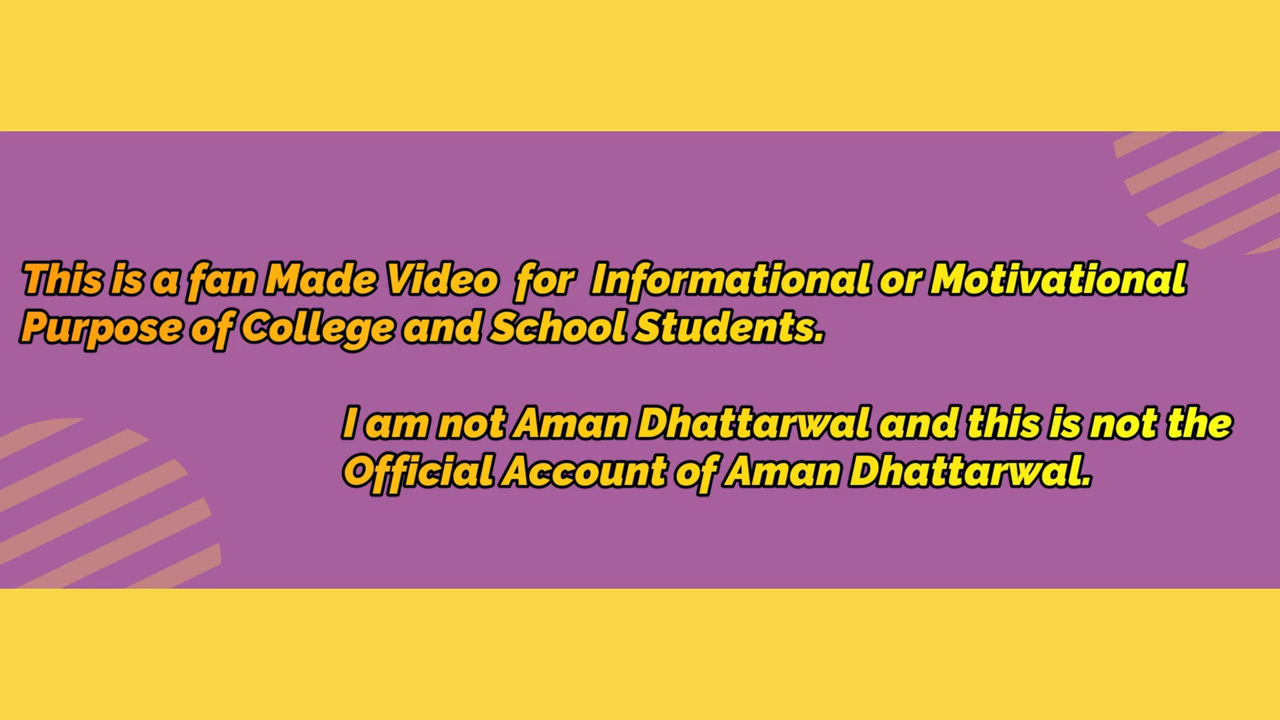 This is a fan Made Video for Informational or Motivational
Purpose of College and School Students.
I am not Aman Dhattarwal and this is not the
Official Account of Aman Dhattarwal.